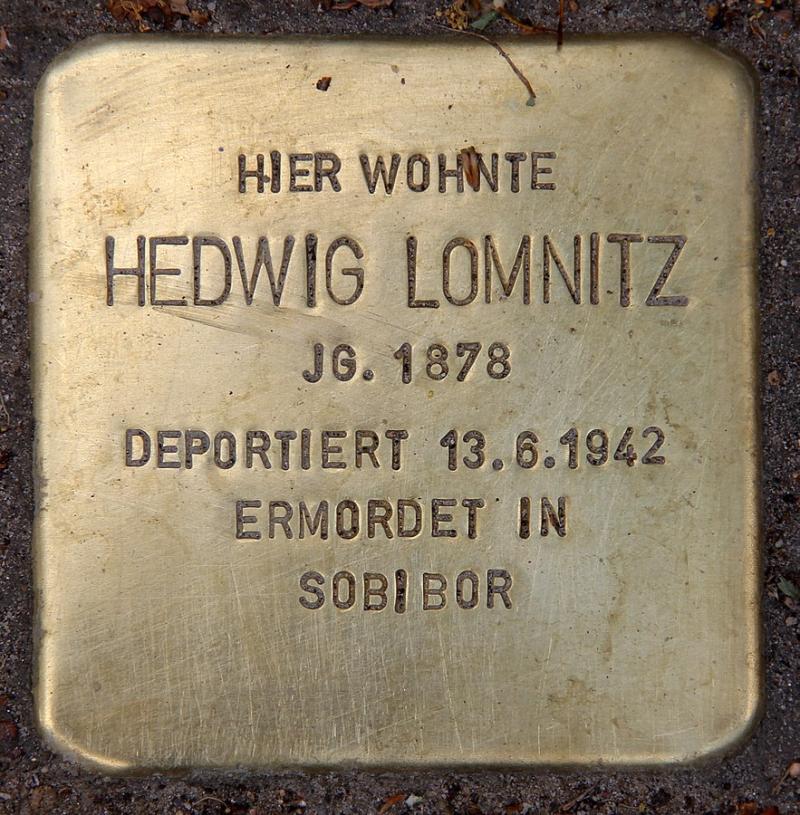 HIER WOHNTE
HEDWIG LOMNITZ
JG. 1878
DEPORTIERT 13.6.1942
ERMORDET IN
SOBIBOR